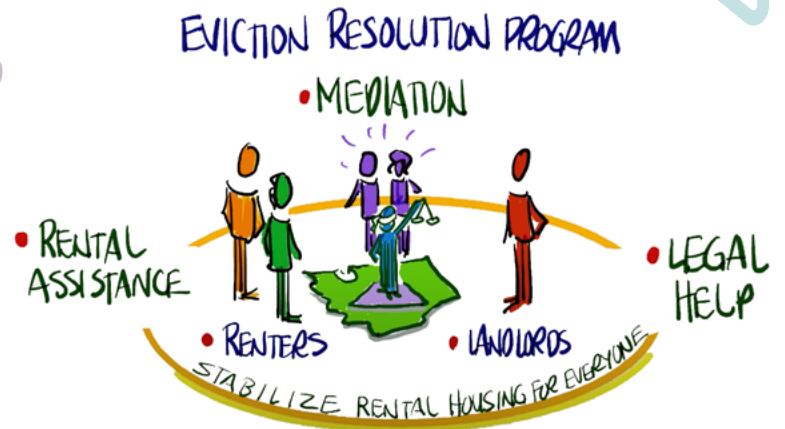 EVICTION RESOLUTION PROGRAM
• MEDIATION
• RENTAL
ASSISTANCE
• LEGAL
HELP
• RENTERS
• LANDLORDS
STABILIZE RENTAL HOUSING FOR EVERYONE